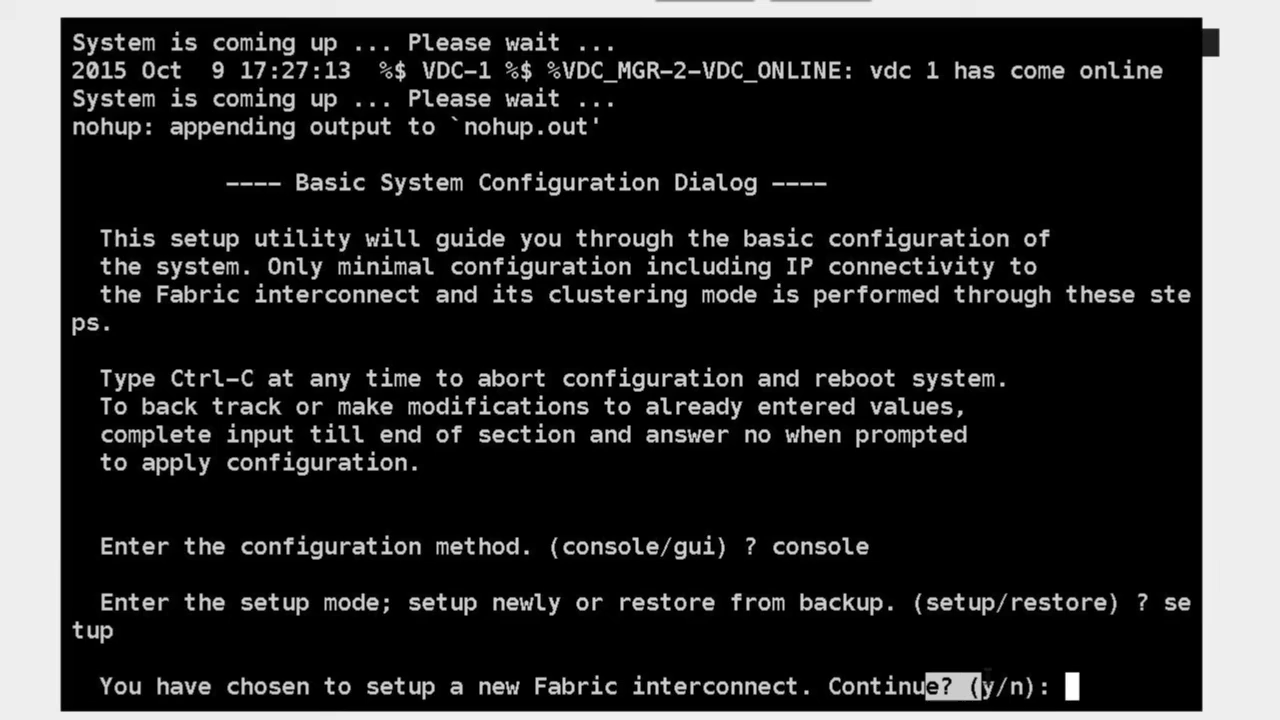 System is coming up ... Please wait ...
2015 Oct  9 17:27:13  %$ VDC-1 %$ %VDC_MGR-2-VDC_ONLINE: vdc 1 has come online
System is coming up ... Please wait ...
nohup: appending output to `nohup.out'
---- Basic System Configuration Dialog ----
This setup utility will guide you through the basic configuration of
the system. Only minimal configuration including IP connectivity to
the Fabric interconnect and its clustering mode is performed through these ste
ps.
Type Ctrl-C at any time to abort configuration and reboot system.
To back track or make modifications to already entered values,
complete input till end of section and answer no when prompted
to apply configuration.
Enter the configuration method. (console/gui) ? console
Enter the setup mode; setup newly or restore from backup. (setup/restore) ? se
tup
You have chosen to setup a new Fabric interconnect. Continue? (y/n):